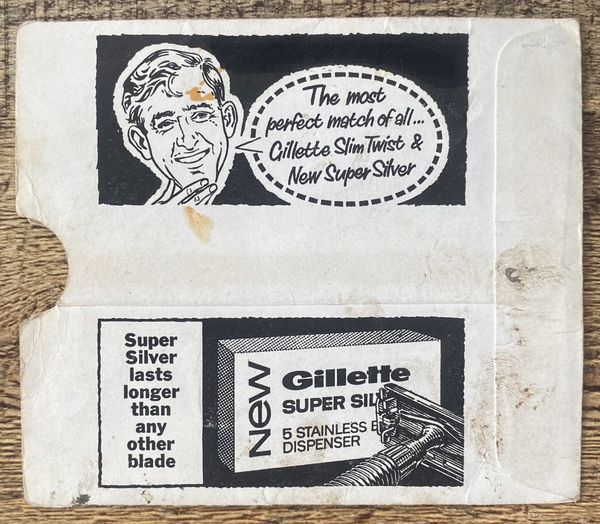 The most
perfect match of all...
Gillette Slim Twist &
New Super Silver
Super
Silver
lasts
longer
than
any
other
blade
New
Gillette
SUPER SIL
5 STAINLESS B
DISPENSER